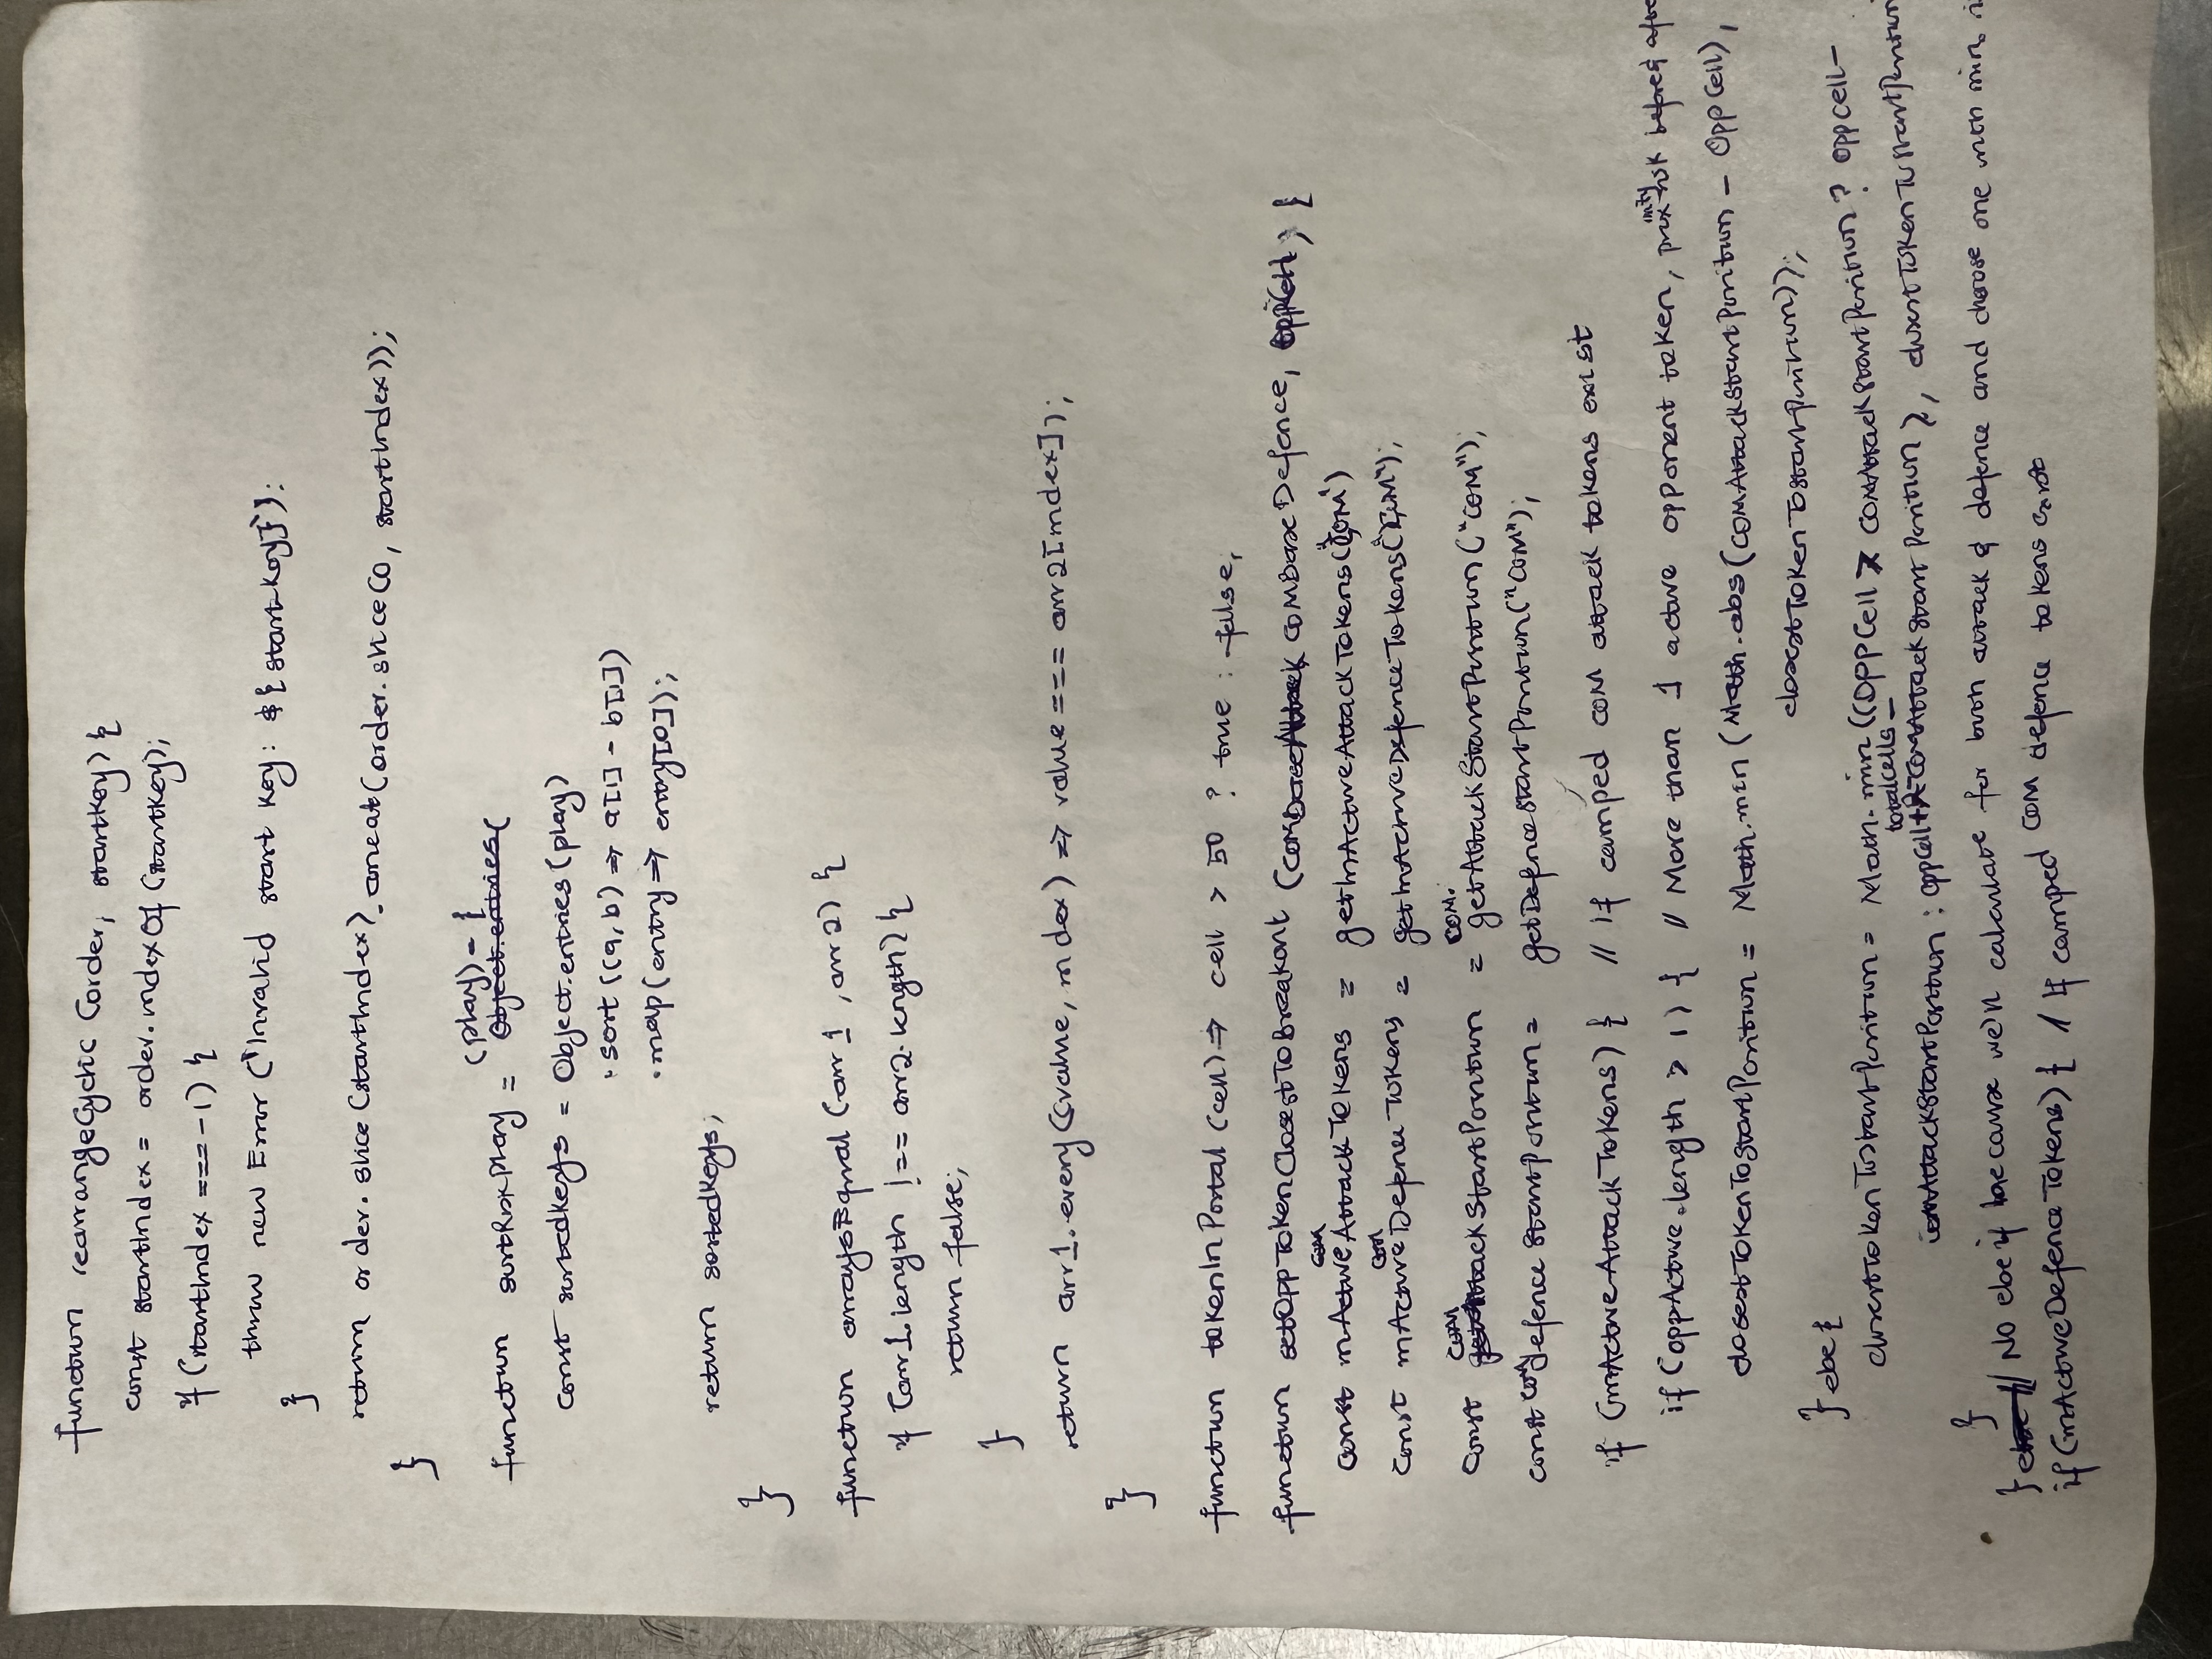 function rearrangeCyclic (order, startKey) {
const startIndex = order.indexOf (startKey);
if (startIndex === -1) {
throw new Error (`Invalid start key: ${startKey}`);
}
return order.slice (startIndex).concat(order.slice(0, startIndex));
}
(play) - {
function sortRiskPlay = Object.entries(
const sortedKeys = Object.entries (play)
.sort ((a, b) => a[1] - b[1])
.map (entry => entry[0]);
return sortedKeys;
}
function arraysEqual (arr1, arr2) {
if (arr1.length !== arr2.length) {
return false;
}
return arr1.every((value, index) => value === arr2[index]);
}
function tokenInPortal (cell) => cell > 50 ? true : false,
function setOppTokenClosestToBreakout (COMBaseAttack COMBaseDefence, OppCell) {
COM
const inActiveAttackTokens = getInActiveAttackTokens("COM")
COM
const inActiveDefenceTokens = getInActiveDefenceTokens("COM");
COM COM.
const AttackStartPosition = getAttackStartPosition ("COM");
const COM defenceStartPosition = getDefenceStartPosition("COM");
if (inActiveAttackTokens) { // If camped COM attack tokens exist
if (oppActive.length > 1) { // More than 1 active opponent token, proximity risk before & after
closestTokenToStartPosition = Math.min (Math.abs (COMAttackStartPosition - OppCell),
closestTokenToStartPosition));
} else {
closestTokenToStartPosition = Math.min ((OppCell > COMAttackStartPosition ? oppCell-
totalcells -
COMAttackStartPosition : oppCell + COMAttackStartPosition), closestTokenToStartPosition
}
} else // No else if because we'll calculate for both attack & defence and choose one with min.
if (inActiveDefenceTokens) { // If camped COM defence tokens exist